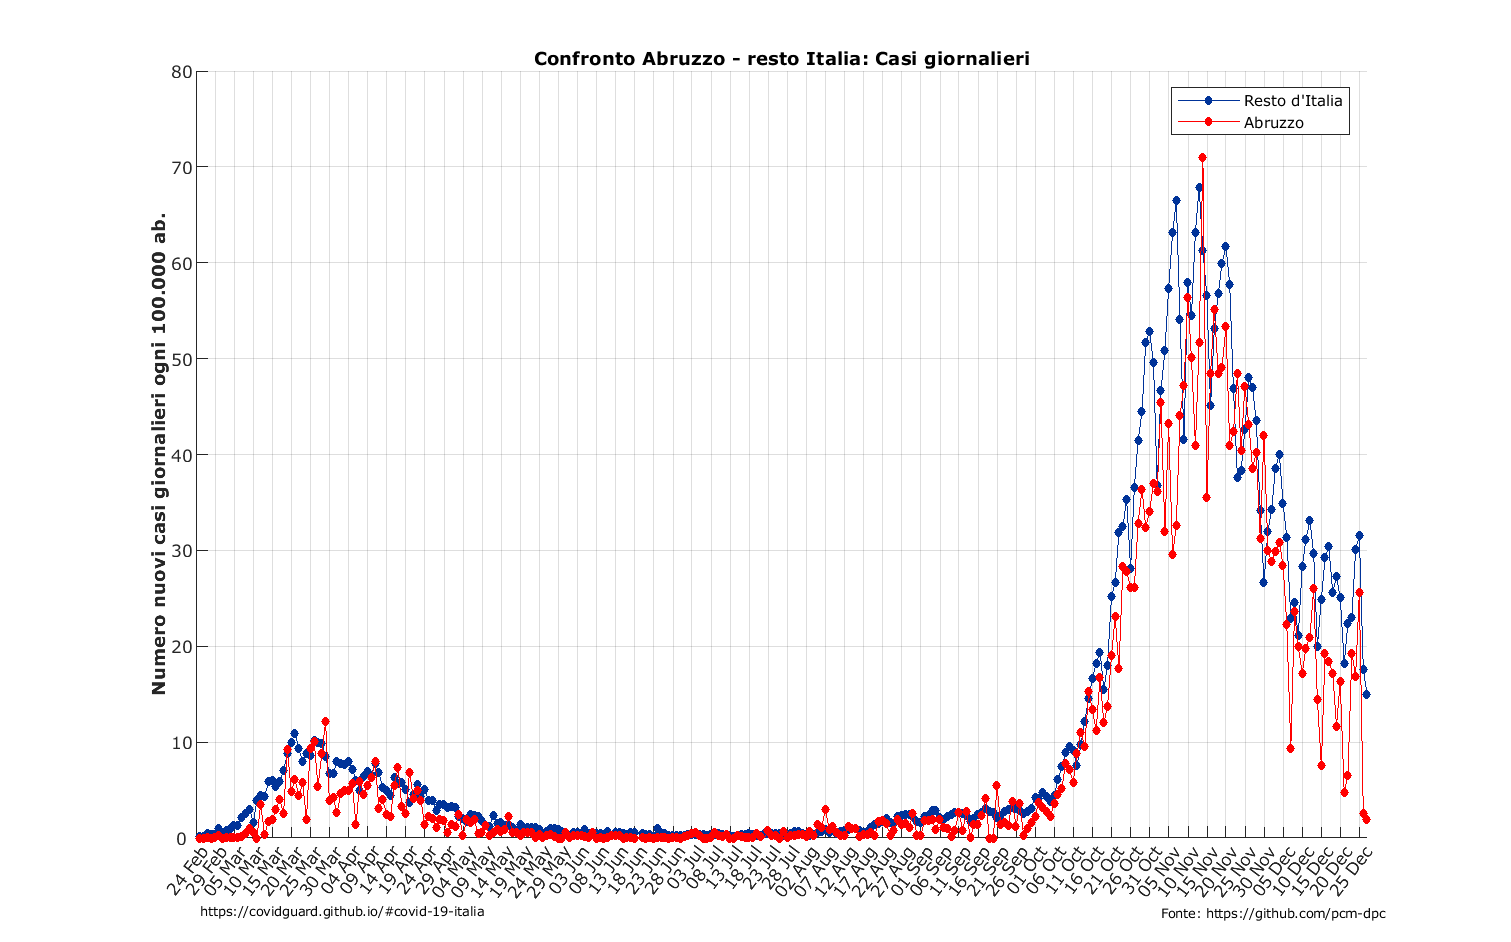 Confronto Abruzzo - resto Italia: Casi giornalieri
80
70
60
50
40
30
20
10
0
Numero nuovi casi giornalieri ogni 100.000 ab.
Resto d'Italia
Abruzzo
24 Feb
29 Feb
05 Mar
10 Mar
15 Mar
20 Mar
25 Mar
30 Mar
04 Apr
09 Apr
14 Apr
19 Apr
24 Apr
29 Apr
04 May
09 May
14 May
19 May
24 May
29 May
03 Jun
08 Jun
13 Jun
18 Jun
23 Jun
28 Jun
03 Jul
08 Jul
13 Jul
18 Jul
23 Jul
28 Jul
02 Aug
07 Aug
12 Aug
17 Aug
22 Aug
27 Aug
01 Sep
06 Sep
11 Sep
16 Sep
21 Sep
26 Sep
01 Oct
06 Oct
11 Oct
16 Oct
21 Oct
26 Oct
31 Oct
05 Nov
10 Nov
15 Nov
20 Nov
25 Nov
30 Nov
05 Dec
10 Dec
15 Dec
20 Dec
25 Dec
https://covidguard.github.io/#covid-19-italia
Fonte: https://github.com/pcm-dpc